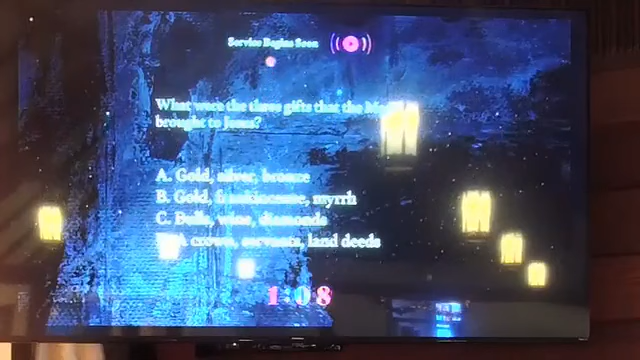 Service Begins Soon
What were the three gifts that the
brought to Jesus?
A. Gold, silver, bronze
B. Gold, frankincense, myrrh
C. Bulls, wine, diamonds
crown, servants, land deeds
1:08